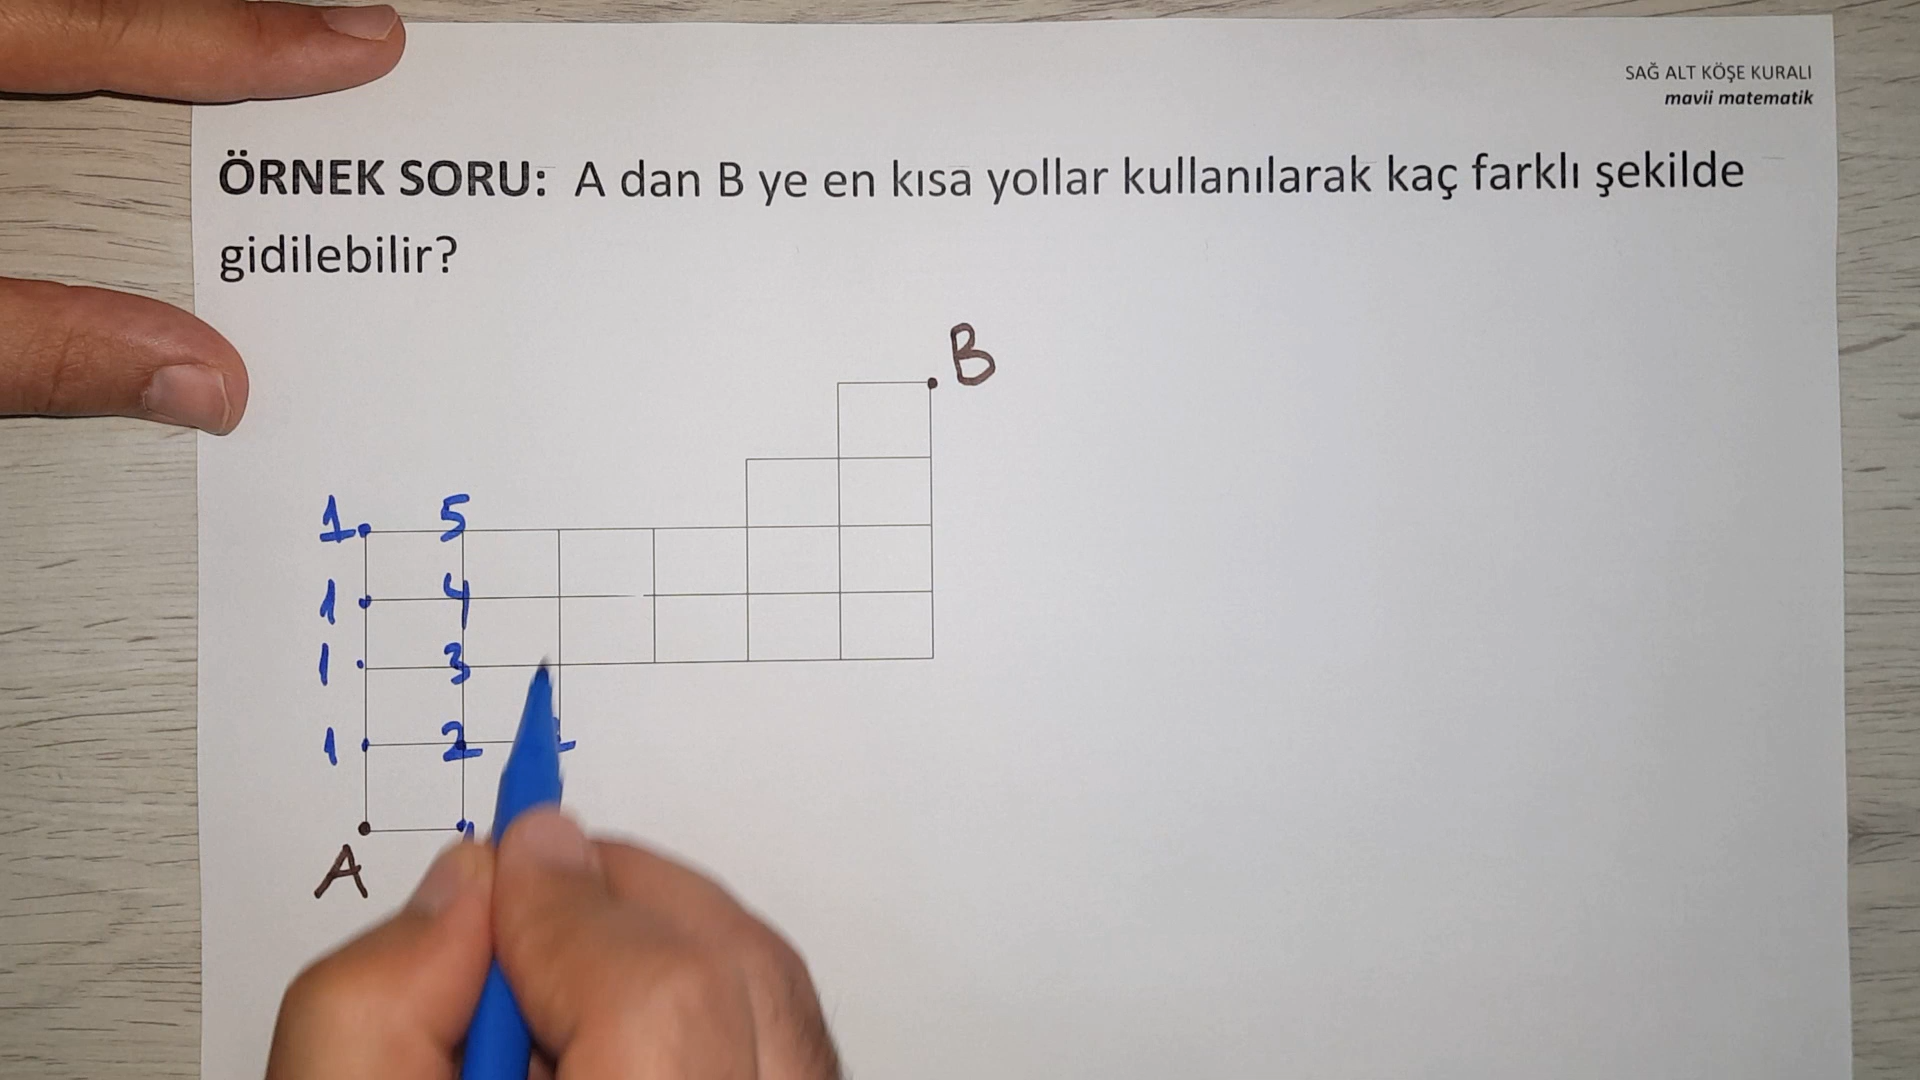 SAĞ ALT KÖŞE KURALI
mavii matematik
ÖRNEK SORU: A dan B ye en kısa yollar kullanılarak kaç farklı şekilde
gidilebilir?
B
1 5
1 4
1 3
1 2
A